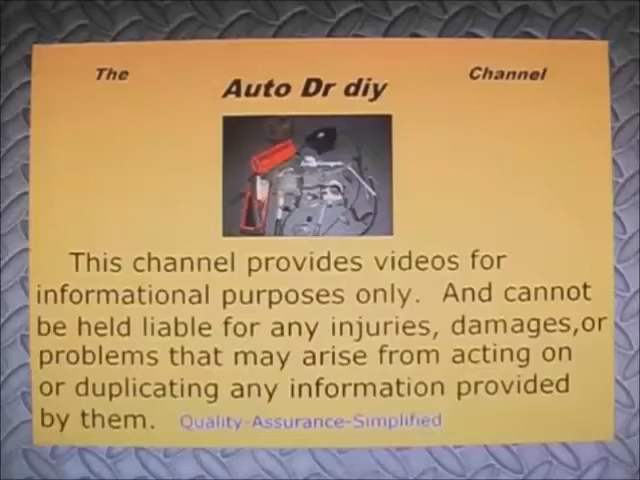 The Auto Dr diy Channel
This channel provides videos for
informational purposes only. And cannot
be held liable for any injuries, damages,or
problems that may arise from acting on
or duplicating any information provided
by them. Quality-Assurance-Simplified